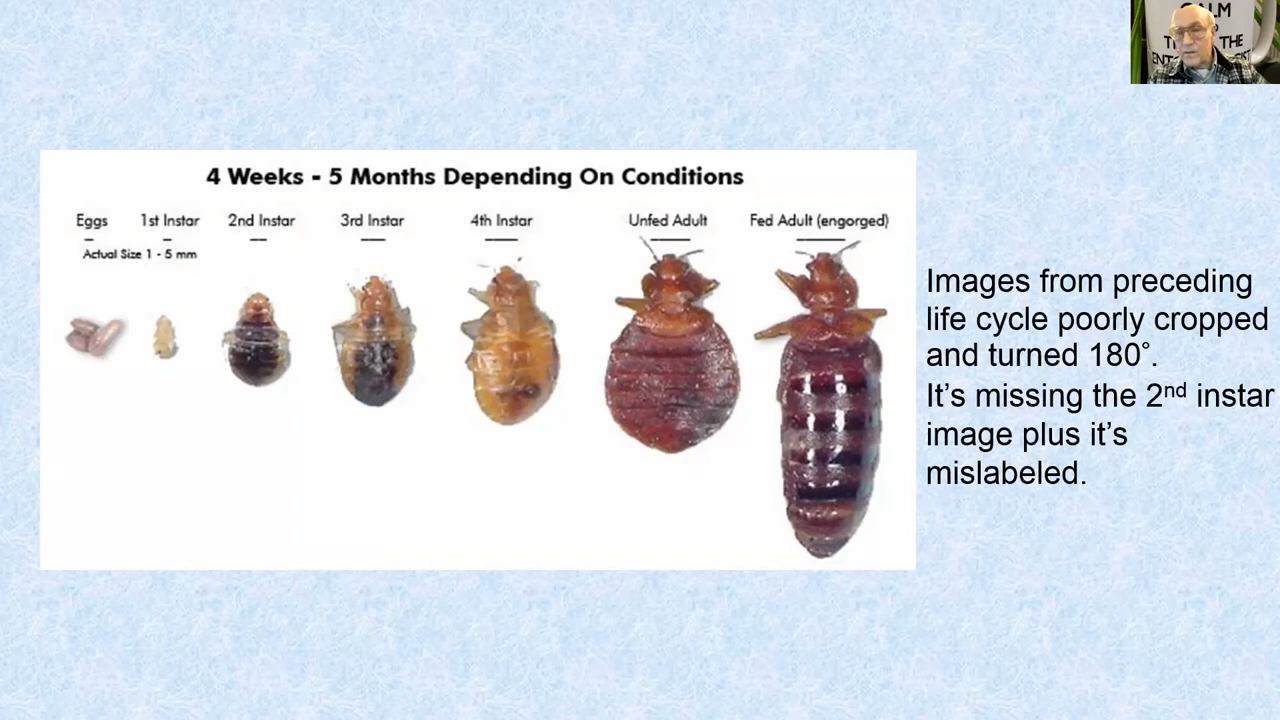 CALM
THE
4 Weeks - 5 Months Depending On Conditions
Eggs 1st Instar 2nd Instar 3rd Instar 4th Instar Unfed Adult Fed Adult (engorged)
Actual Size 1 - 5 mm
Images from preceding
life cycle poorly cropped
and turned 180˚.
It’s missing the 2nd instar
image plus it’s
mislabeled.